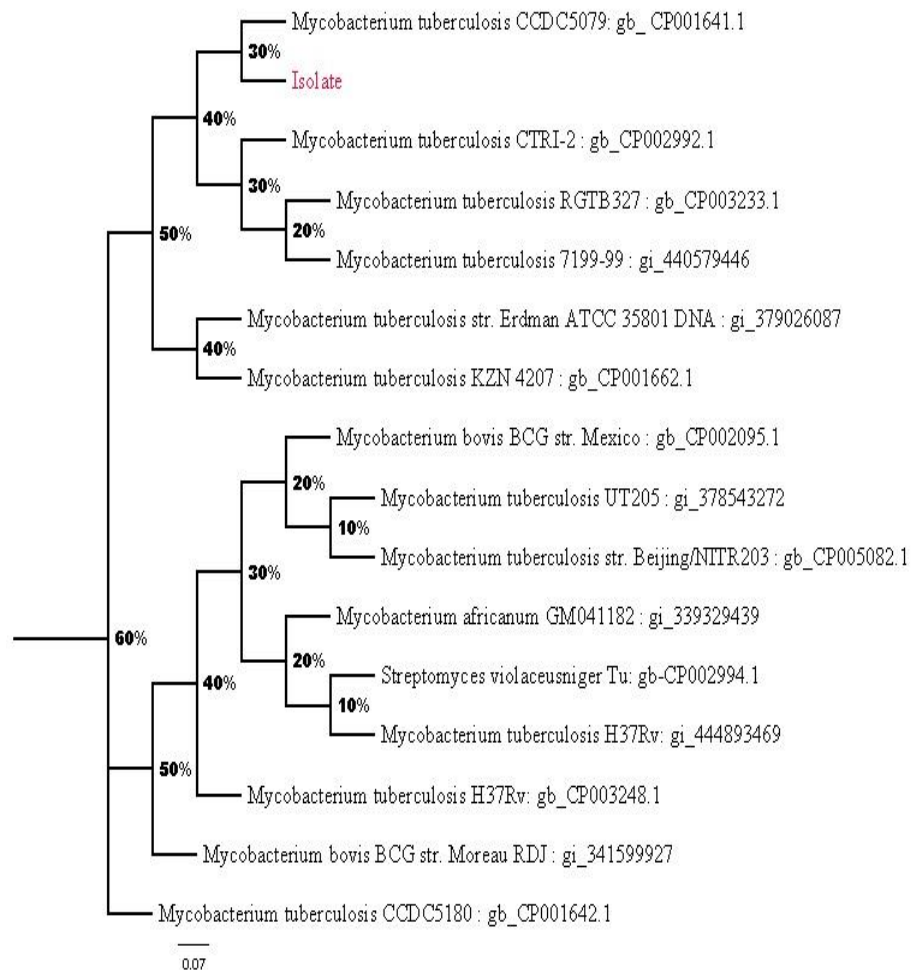 Mycobacterium tuberculosis CCDC5079: gb_ CP001641.1
30%
Isolate
40%
Mycobacterium tuberculosis CTRI-2 : gb_CP002992.1
30%
Mycobacterium tuberculosis RGTB327 : gb_CP003233.1
20%
50%
Mycobacterium tuberculosis 7199-99 : gi_440579446
Mycobacterium tuberculosis str. Erdman ATCC 35801 DNA : gi_379026087
40%
Mycobacterium tuberculosis KZN 4207 : gb_CP001662.1
Mycobacterium bovis BCG str. Mexico : gb_CP002095.1
20%
Mycobacterium tuberculosis UT205 : gi_378543272
10%
Mycobacterium tuberculosis str. Beijing/NITR203 : gb_CP005082.1
30%
Mycobacterium africanum GM041182 : gi_339329439
60%
20%
Streptomyces violaceusniger Tu: gb-CP002994.1
40%
10%
Mycobacterium tuberculosis H37Rv: gi_444893469
50%
Mycobacterium tuberculosis H37Rv: gb_CP003248.1
Mycobacterium bovis BCG str. Moreau RDJ : gi_341599927
Mycobacterium tuberculosis CCDC5180 : gb_CP001642.1
0.07